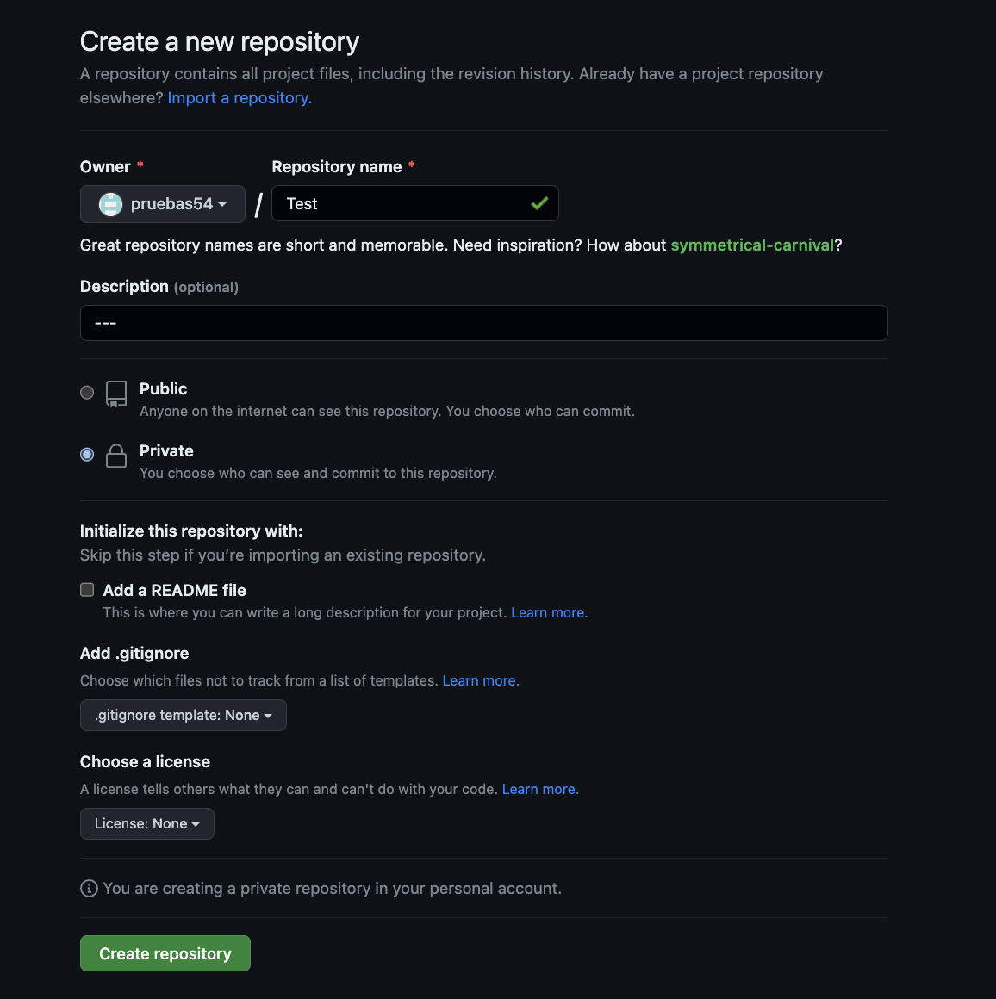 Create a new repository
A repository contains all project files, including the revision history. Already have a project repository
elsewhere? Import a repository.
Owner * Repository name *
pruebas54 / Test
Great repository names are short and memorable. Need inspiration? How about symmetrical-carnival?
Description (optional)
---
Public
Anyone on the internet can see this repository. You choose who can commit.
Private
You choose who can see and commit to this repository.
Initialize this repository with:
Skip this step if you’re importing an existing repository.
Add a README file
This is where you can write a long description for your project. Learn more.
Add .gitignore
Choose which files not to track from a list of templates. Learn more.
.gitignore template: None
Choose a license
A license tells others what they can and can't do with your code. Learn more.
License: None
You are creating a private repository in your personal account.
Create repository